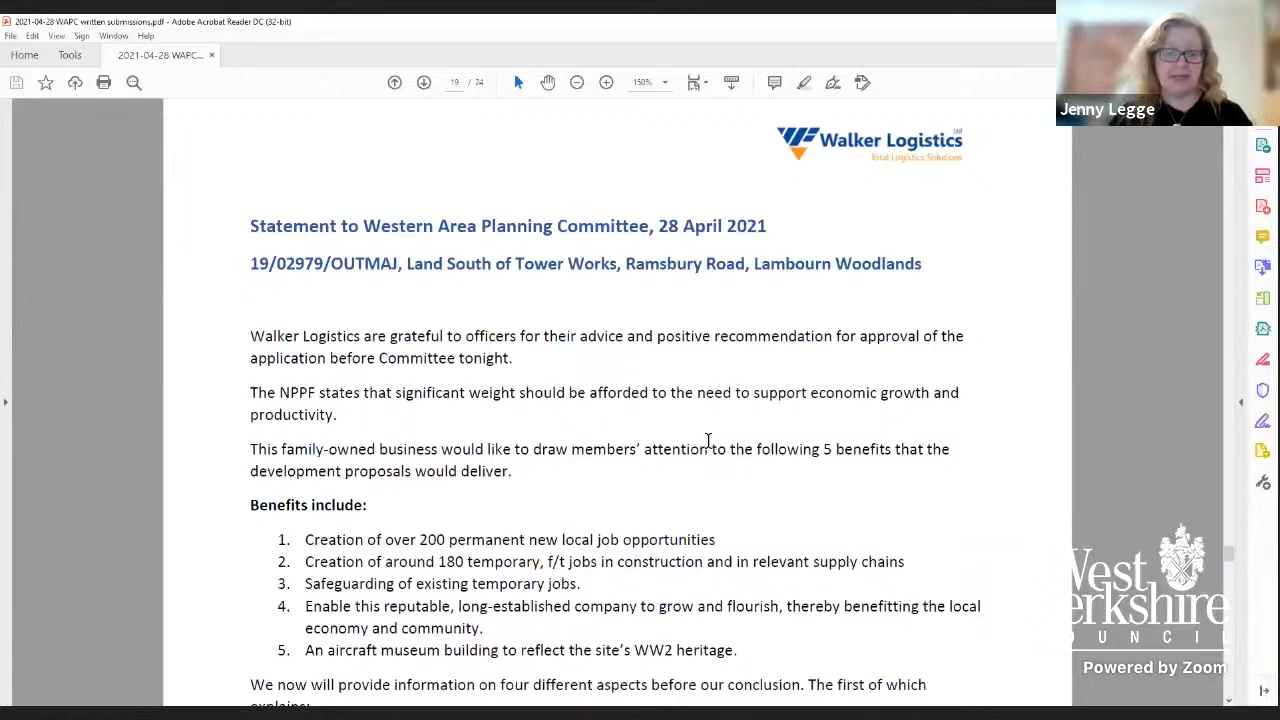 2021-04-28 WAPC written submissions.pdf - Adobe Acrobat Reader DC (32-bit)
File Edit View Sign Window Help
Home Tools 2021-04-28 WAPC... ×
19 / 24 150%
Jenny Legge
Walker Logistics Ltd
Total Logistics Solutions
Statement to Western Area Planning Committee, 28 April 2021
19/02979/OUTMAJ, Land South of Tower Works, Ramsbury Road, Lambourn Woodlands
Walker Logistics are grateful to officers for their advice and positive recommendation for approval of the
application before Committee tonight.
The NPPF states that significant weight should be afforded to the need to support economic growth and
productivity.
This family-owned business would like to draw members’ attention to the following 5 benefits that the
development proposals would deliver.
Benefits include:
1. Creation of over 200 permanent new local job opportunities
2. Creation of around 180 temporary, f/t jobs in construction and in relevant supply chains
3. Safeguarding of existing temporary jobs.
4. Enable this reputable, long-established company to grow and flourish, thereby benefitting the local
economy and community.
5. An aircraft museum building to reflect the site’s WW2 heritage.
We now will provide information on four different aspects before our conclusion. The first of which
explains:
West
Berkshire
COUNCIL
Powered by Zoom